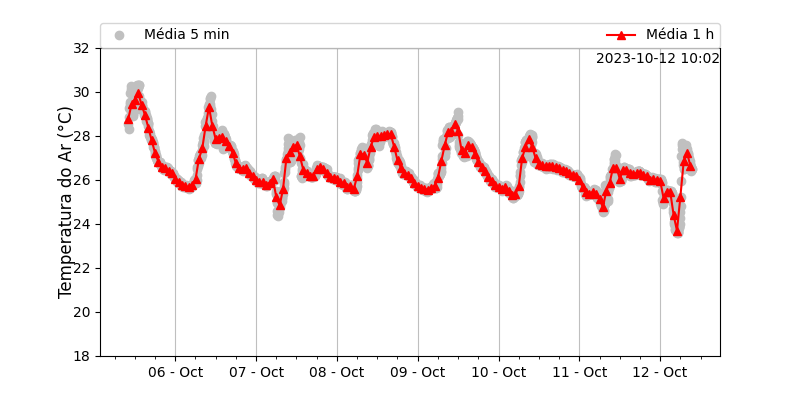 Média 5 min
Média 1 h
2023-10-12 10:02
Temperatura do Ar (°C)
32
30
28
26
24
22
20
18
06 - Oct
07 - Oct
08 - Oct
09 - Oct
10 - Oct
11 - Oct
12 - Oct